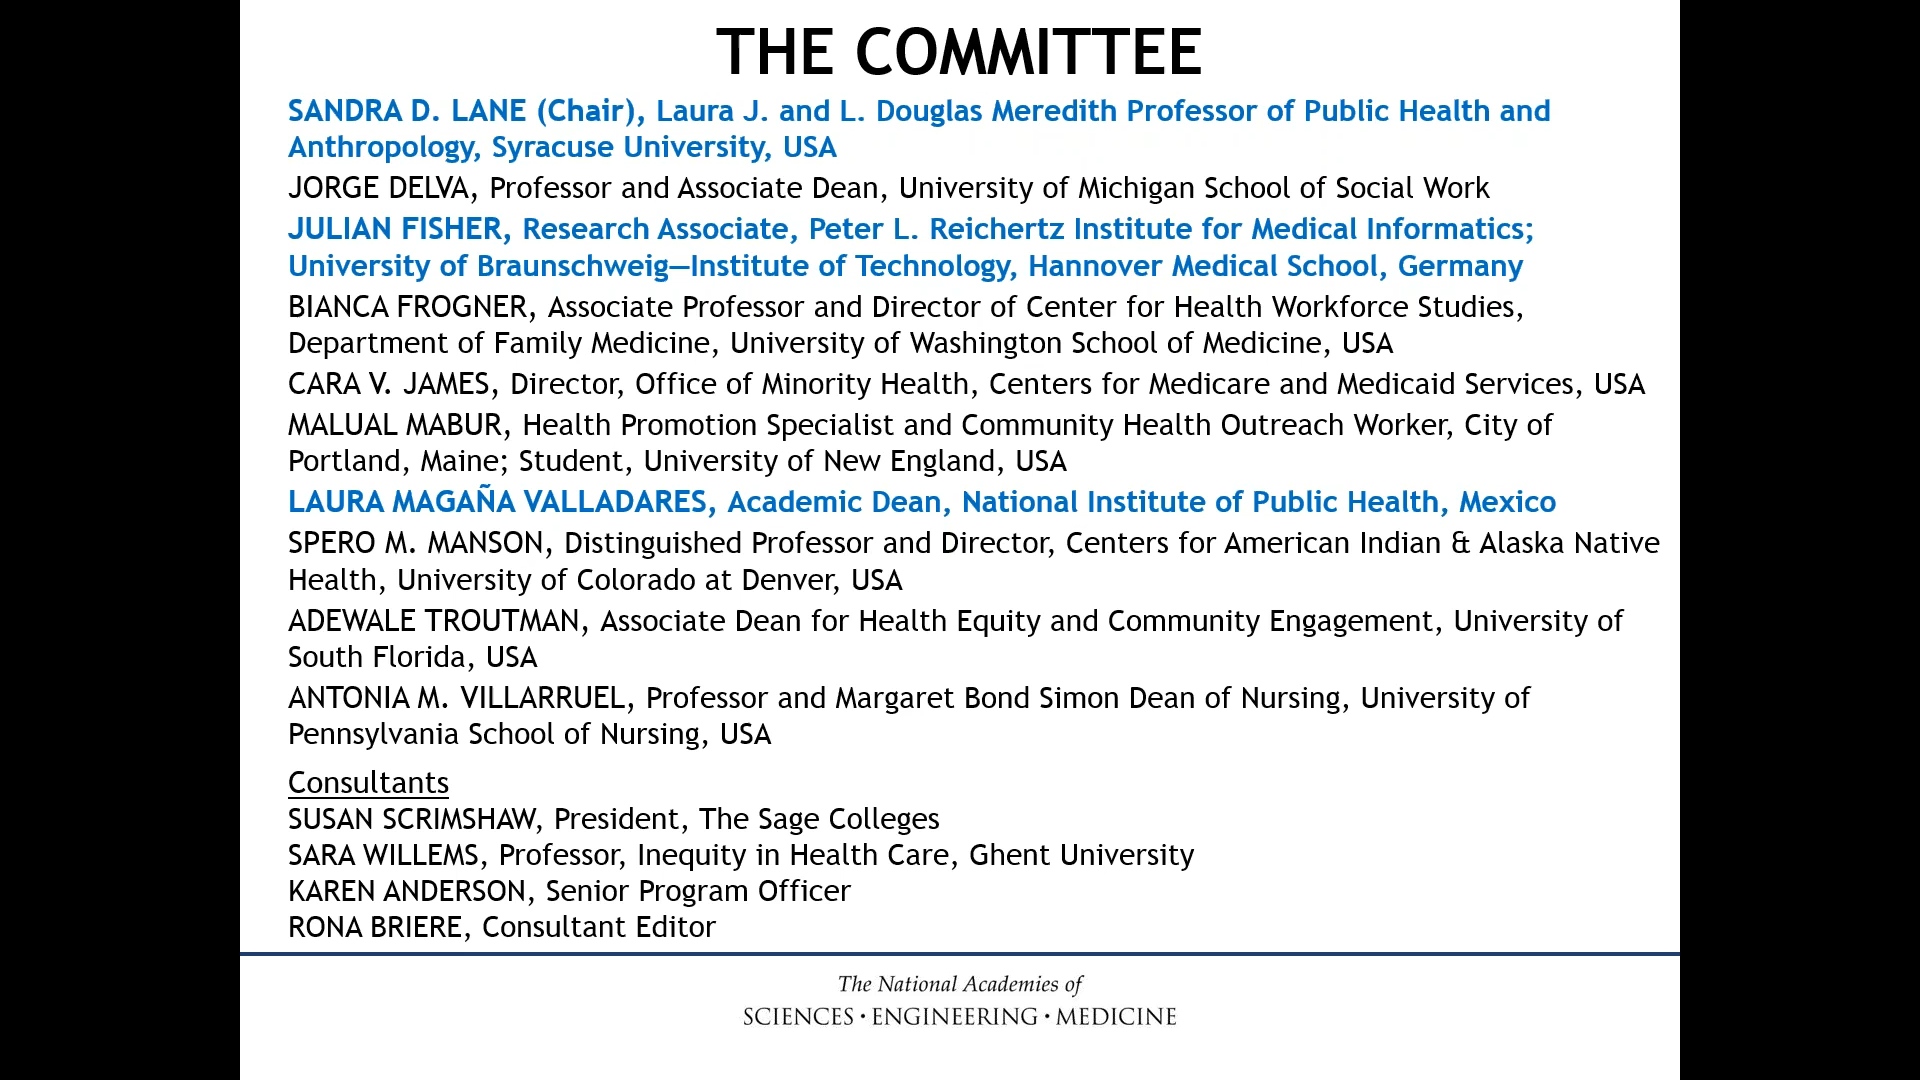 THE COMMITTEE
SANDRA D. LANE (Chair), Laura J. and L. Douglas Meredith Professor of Public Health and
Anthropology, Syracuse University, USA
JORGE DELVA, Professor and Associate Dean, University of Michigan School of Social Work
JULIAN FISHER, Research Associate, Peter L. Reichertz Institute for Medical Informatics;
University of Braunschweig—Institute of Technology, Hannover Medical School, Germany
BIANCA FROGNER, Associate Professor and Director of Center for Health Workforce Studies,
Department of Family Medicine, University of Washington School of Medicine, USA
CARA V. JAMES, Director, Office of Minority Health, Centers for Medicare and Medicaid Services, USA
MALUAL MABUR, Health Promotion Specialist and Community Health Outreach Worker, City of
Portland, Maine; Student, University of New England, USA
LAURA MAGAÑA VALLADARES, Academic Dean, National Institute of Public Health, Mexico
SPERO M. MANSON, Distinguished Professor and Director, Centers for American Indian & Alaska Native
Health, University of Colorado at Denver, USA
ADEWALE TROUTMAN, Associate Dean for Health Equity and Community Engagement, University of
South Florida, USA
ANTONIA M. VILLARRUEL, Professor and Margaret Bond Simon Dean of Nursing, University of
Pennsylvania School of Nursing, USA
Consultants
SUSAN SCRIMSHAW, President, The Sage Colleges
SARA WILLEMS, Professor, Inequity in Health Care, Ghent University
KAREN ANDERSON, Senior Program Officer
RONA BRIERE, Consultant Editor
The National Academies of
SCIENCES • ENGINEERING • MEDICINE